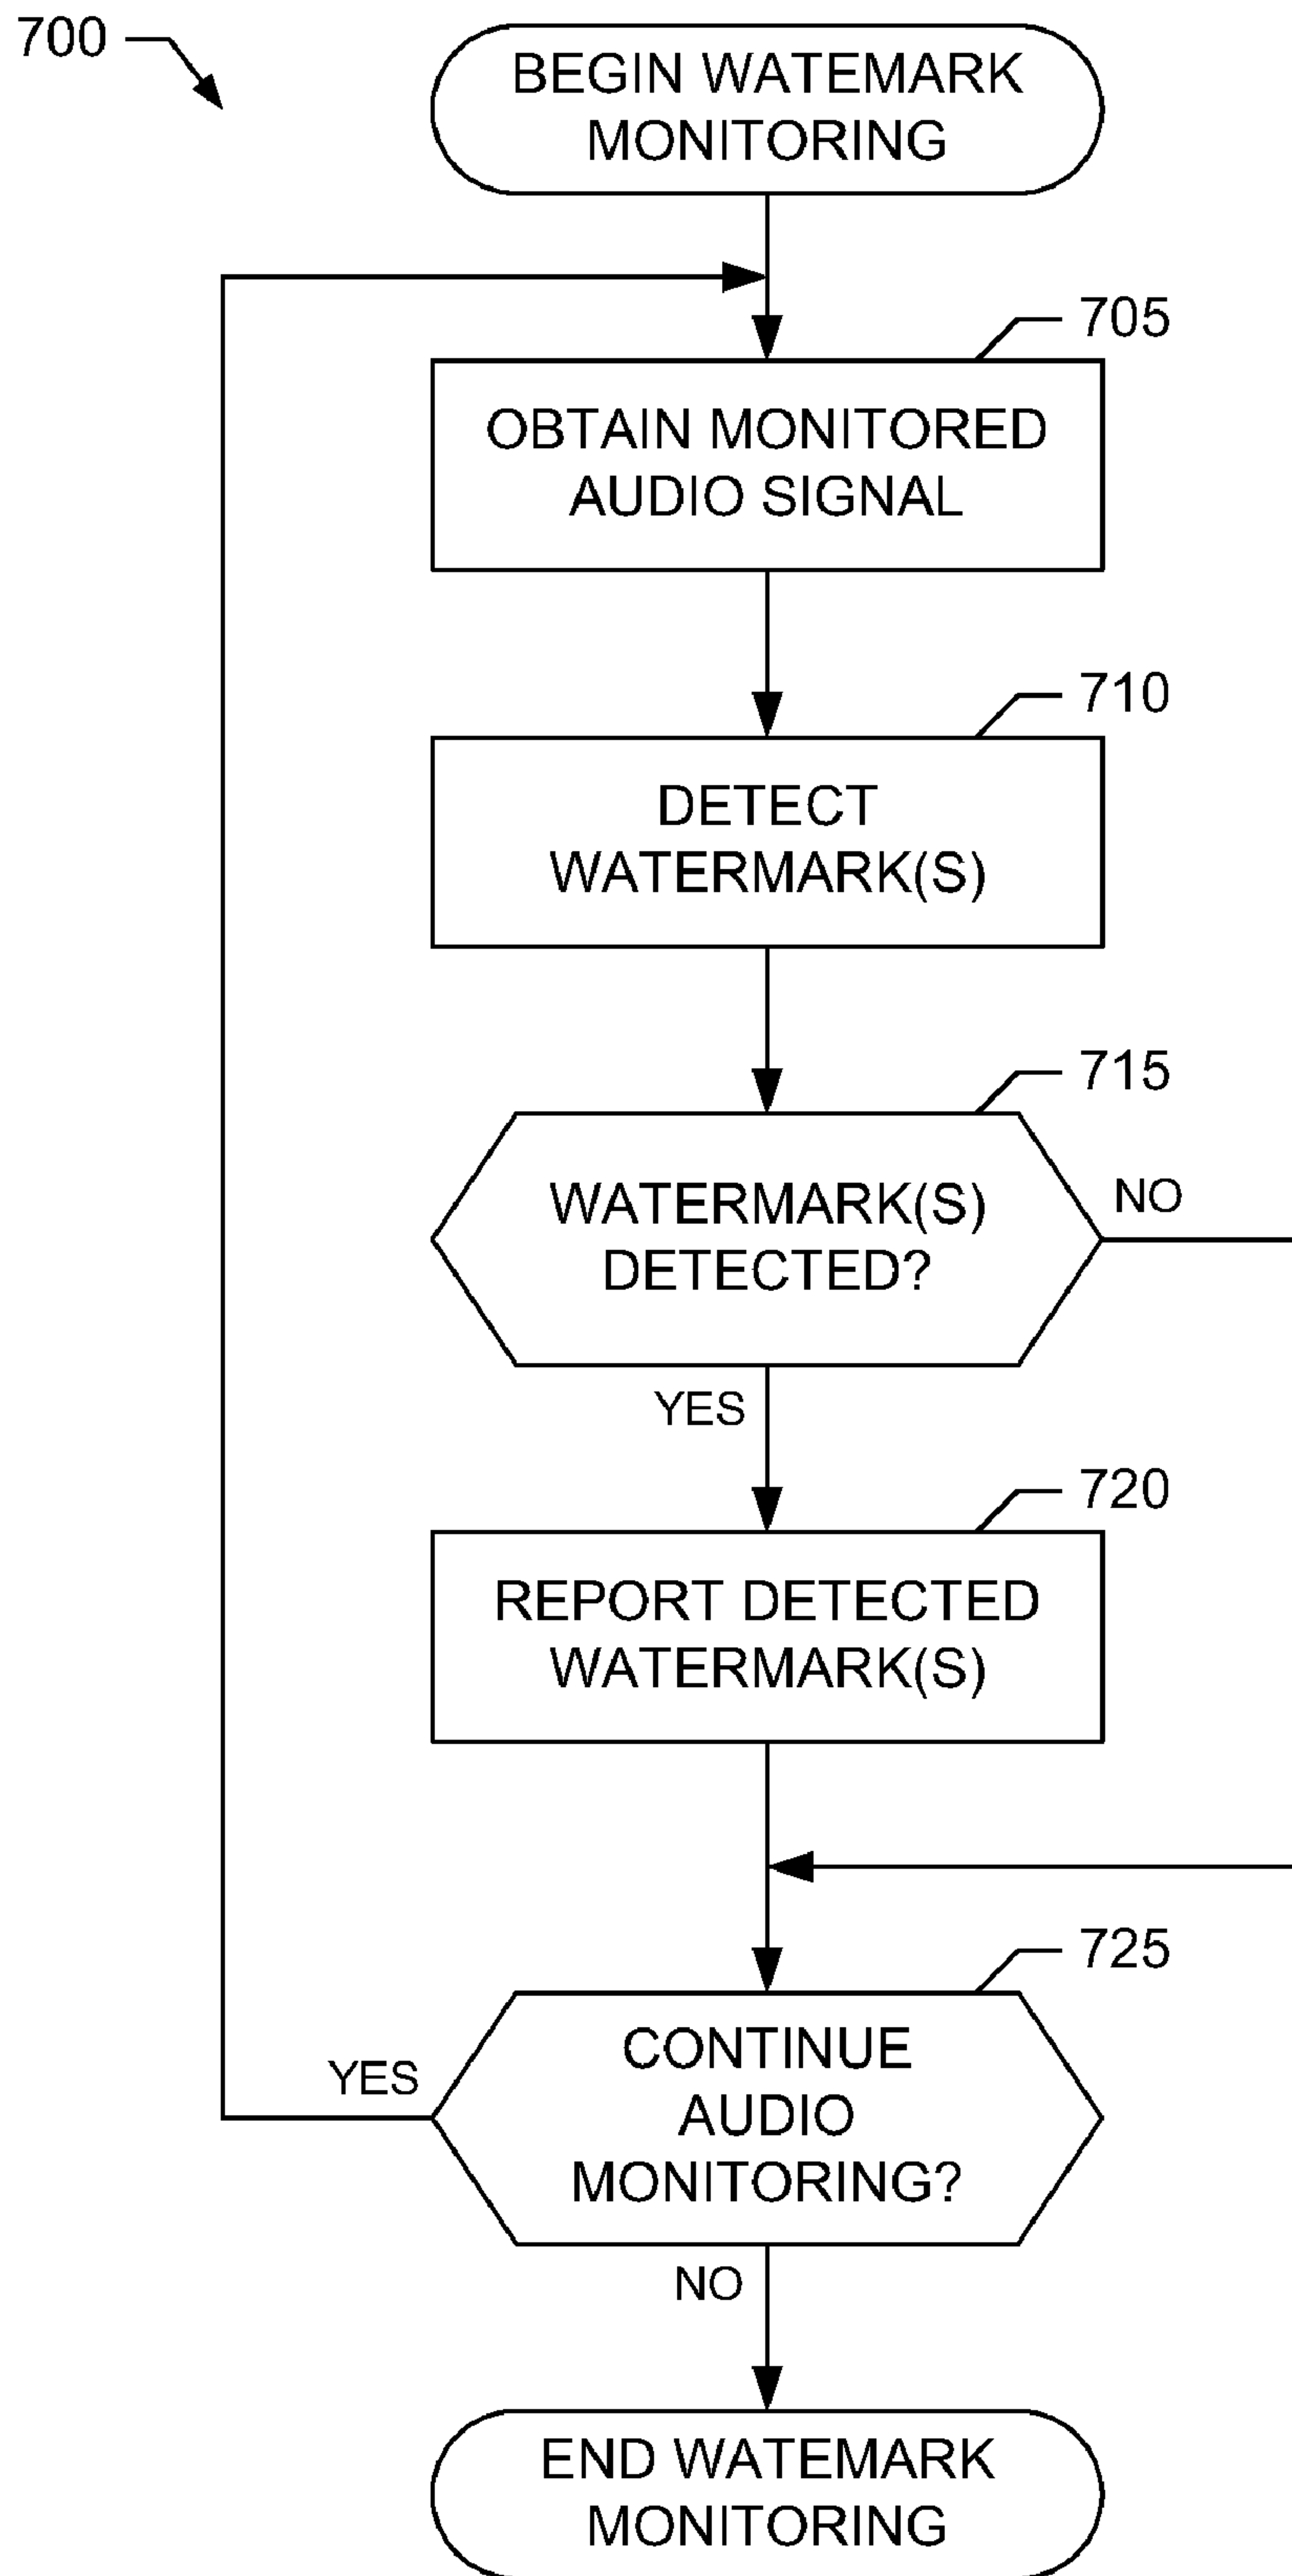 700
BEGIN WATEMARK
MONITORING
705
OBTAIN MONITORED
AUDIO SIGNAL
710
DETECT
WATERMARK(S)
715
WATERMARK(S)
DETECTED?
NO
YES
720
REPORT DETECTED
WATERMARK(S)
725
CONTINUE
AUDIO
MONITORING?
YES
NO
END WATEMARK
MONITORING